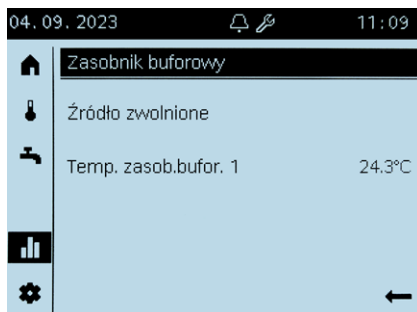 04.09.2023 11:09
Zasobnik buforowy
Źródło zwolnione
Temp. zasob.bufor. 1 24.3°C